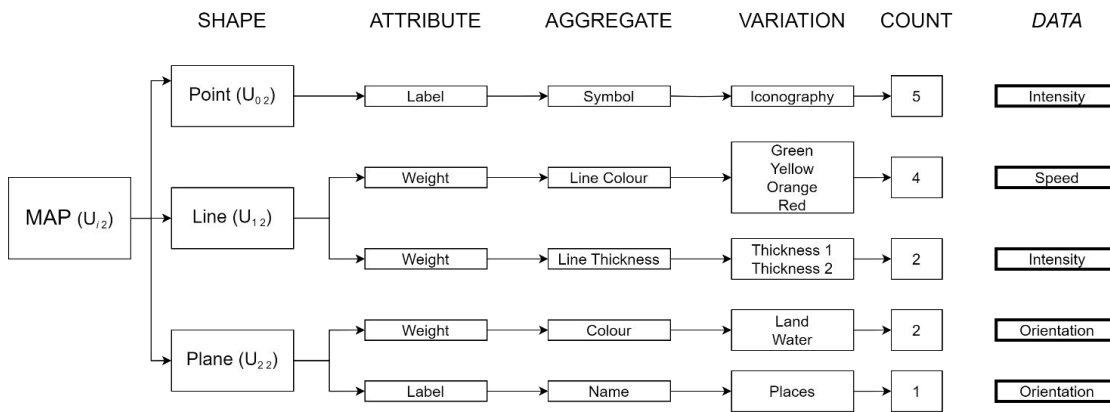 SHAPE ATTRIBUTE AGGREGATE VARIATION COUNT DATA
Point (U0 2) Label Symbol Iconography 5 Intensity
MAP (Ui 2)
Line (U1 2)
Weight Line Colour
Green
Yellow
Orange
Red
4 Speed
Weight Line Thickness
Thickness 1
Thickness 2
2 Intensity
Plane (U2 2)
Weight Colour
Land
Water
2 Orientation
Label Name Places 1 Orientation